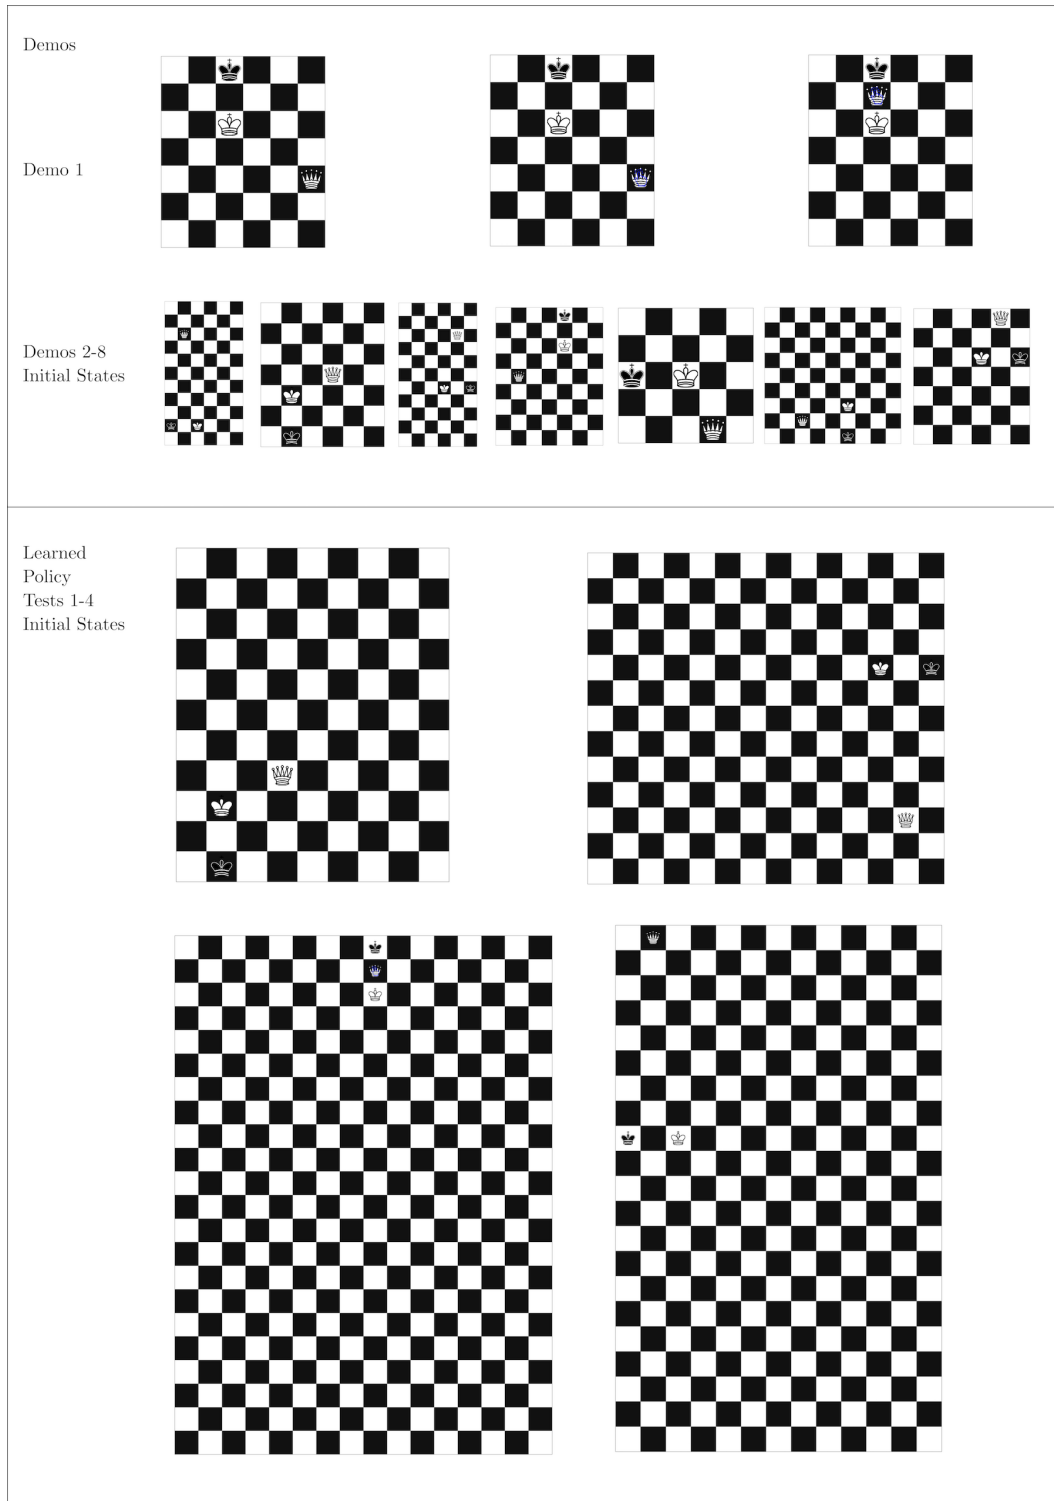 Demos
Demo 1
Demos 2-8
Initial States
Learned
Policy
Tests 1-4
Initial States